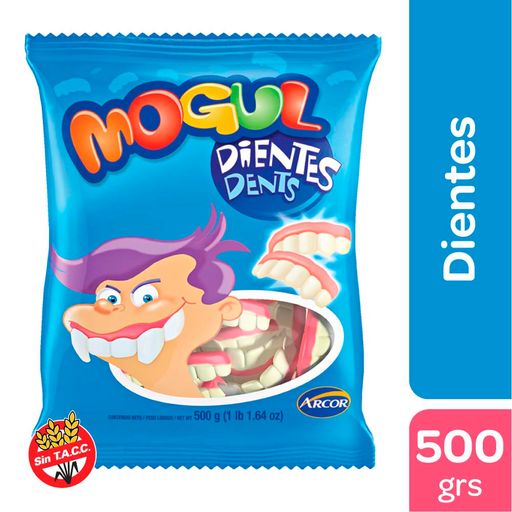 MOGUL
DIENTES
DENTS
CONTENIDO NETO / PESO LÍQUIDO / NET WT 500 g (1 lb 1.64 oz)
ARCOR
Sin T.A.C.C.
Dientes
500
grs